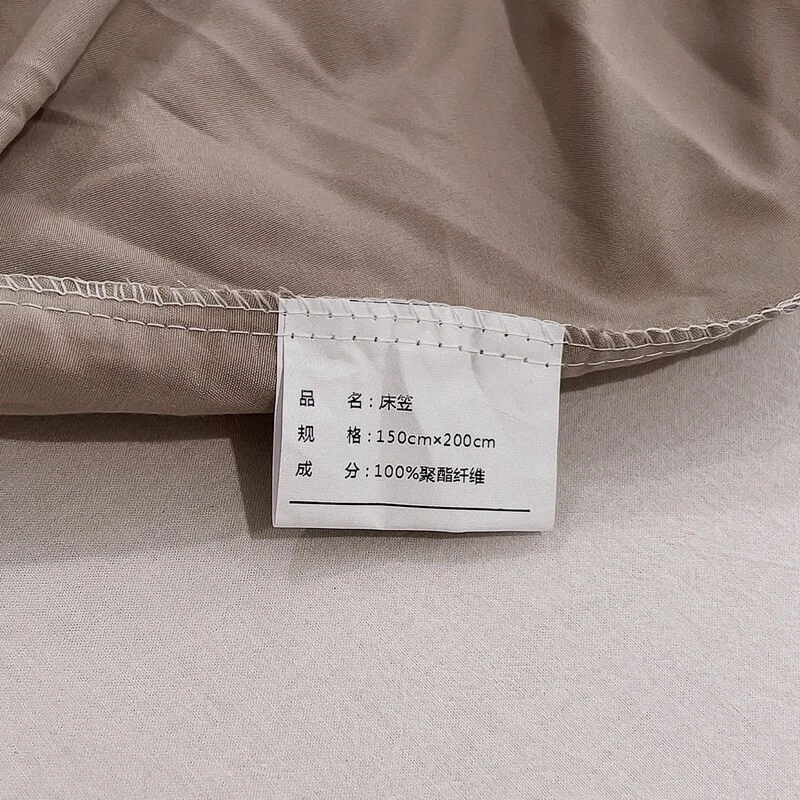 品 名：床笠
规 格：150cm×200cm
成 分：100%聚酯纤维